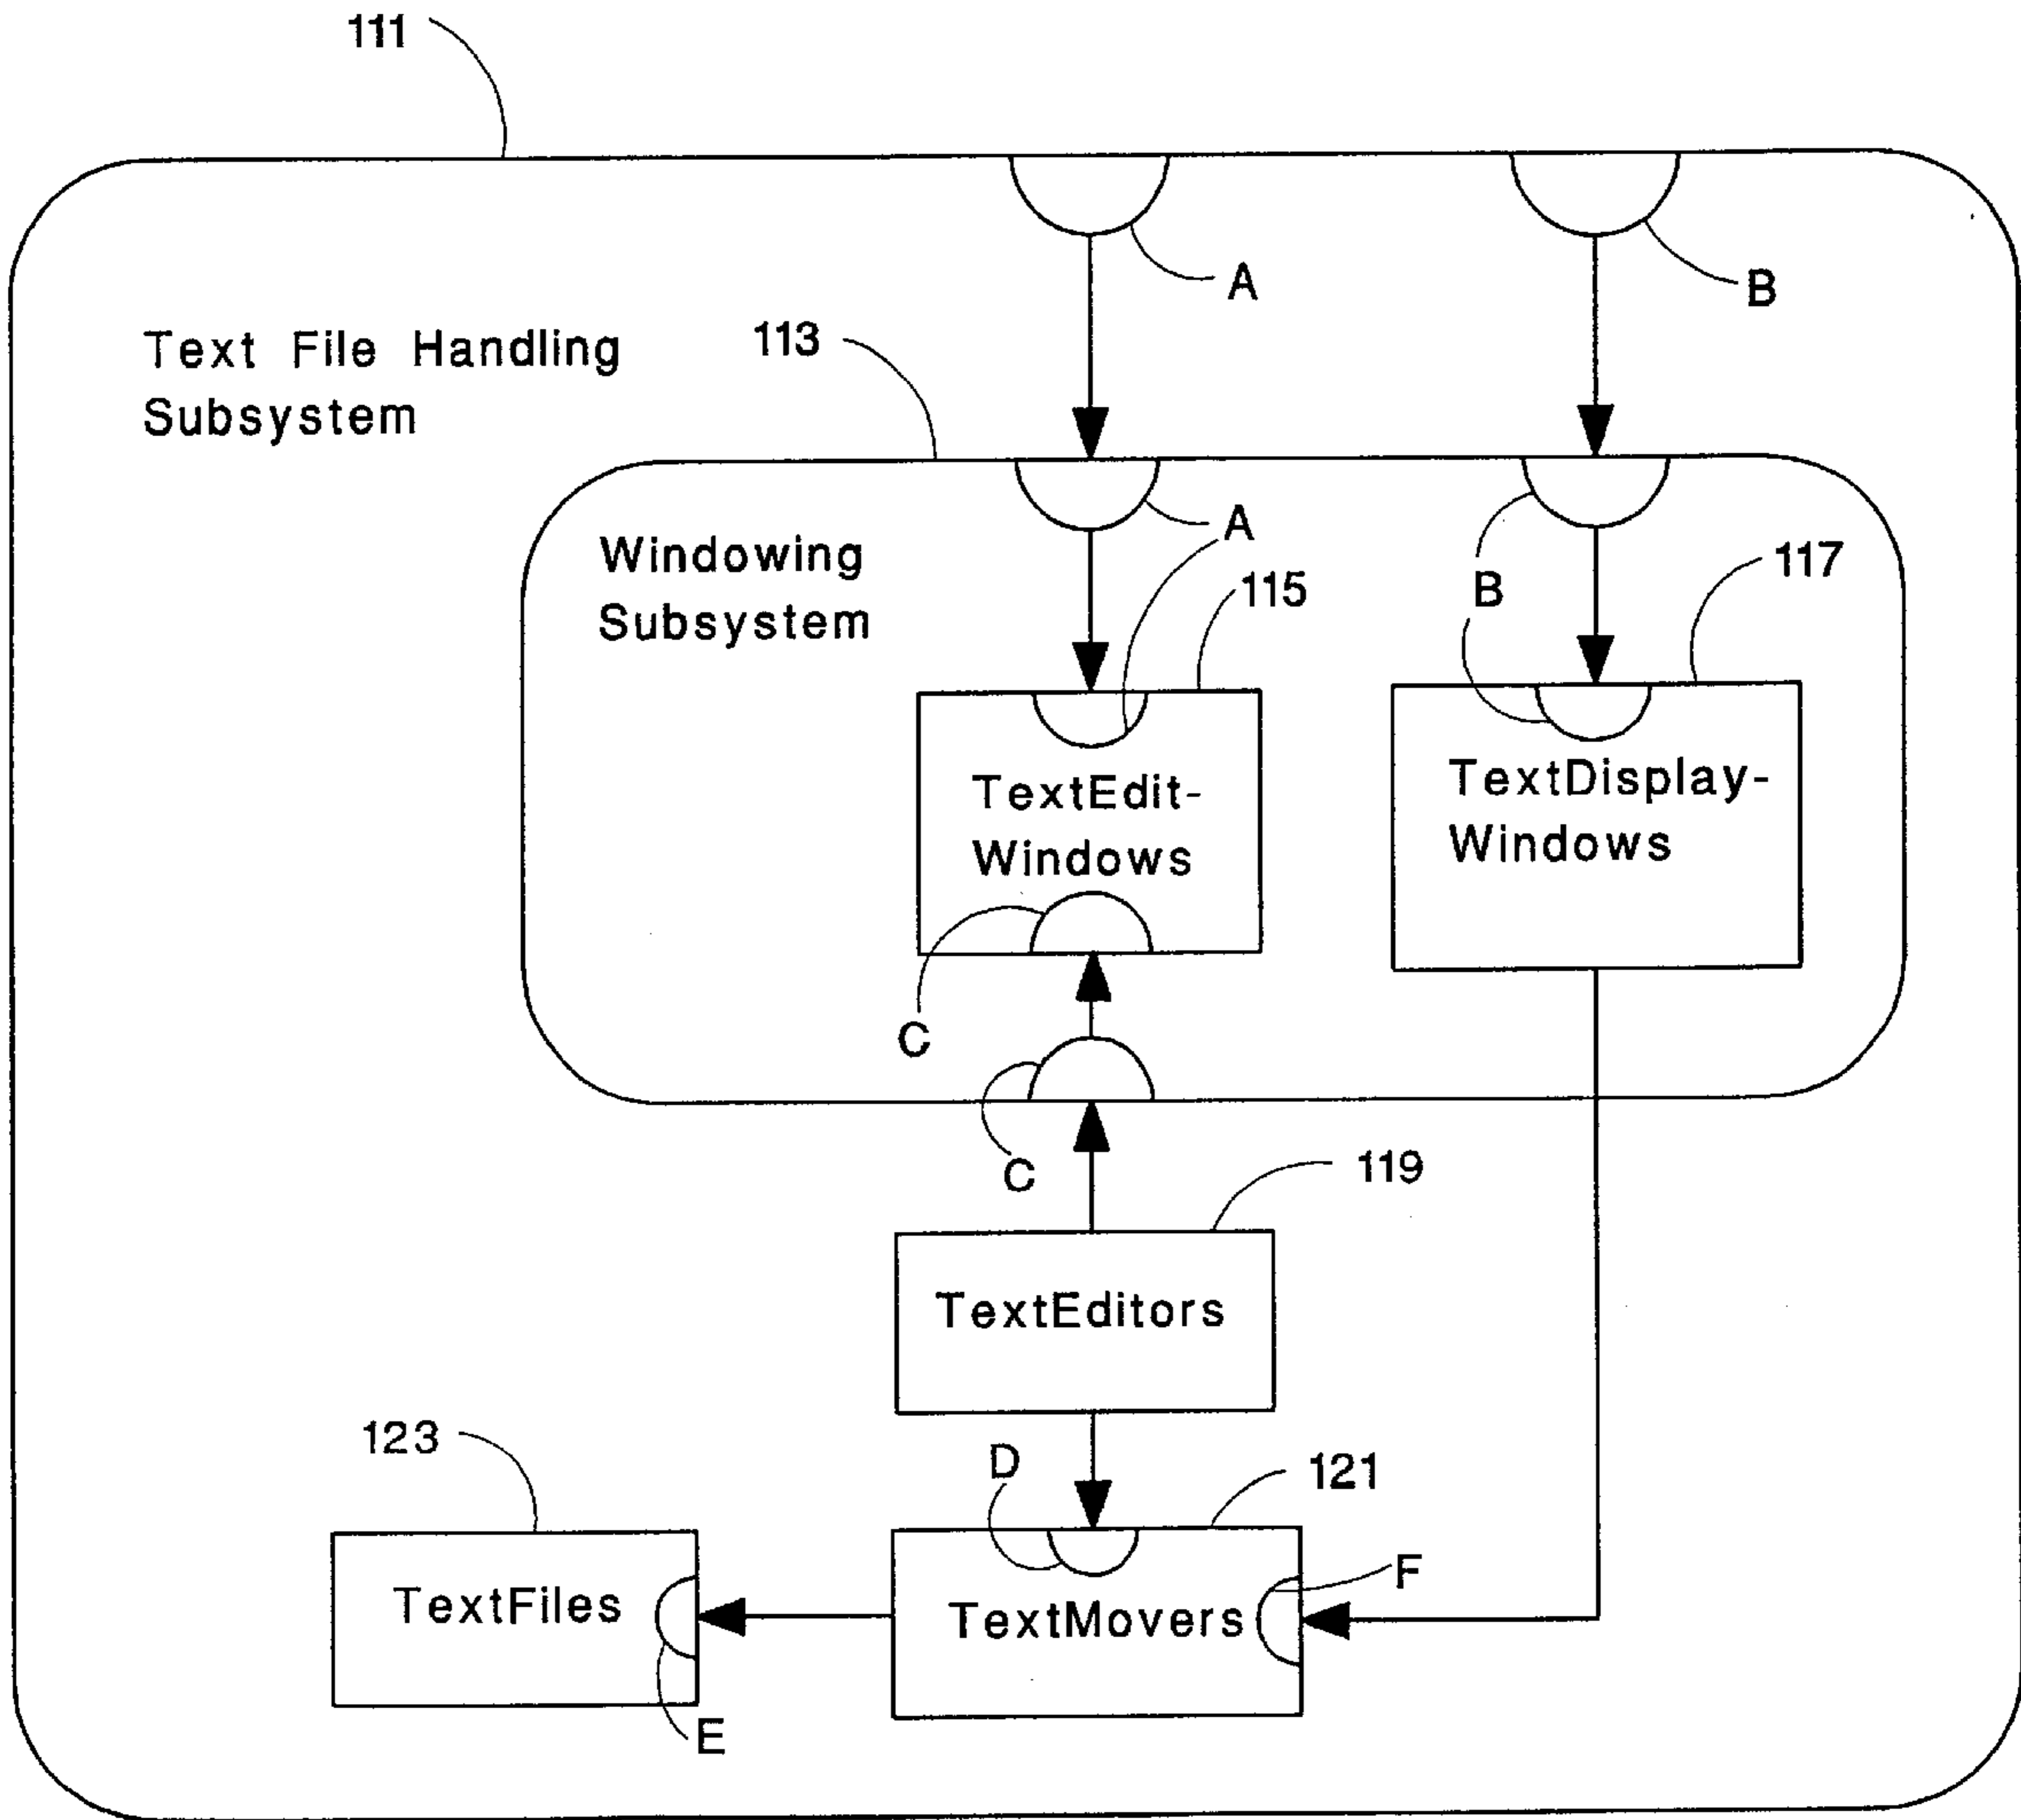 111
A
B
Text File Handling
Subsystem
113
A
Windowing
Subsystem
115
B
117
TextEdit-
Windows
TextDisplay-
Windows
C
C
119
TextEditors
123
D
121
F
TextFiles
TextMovers
E